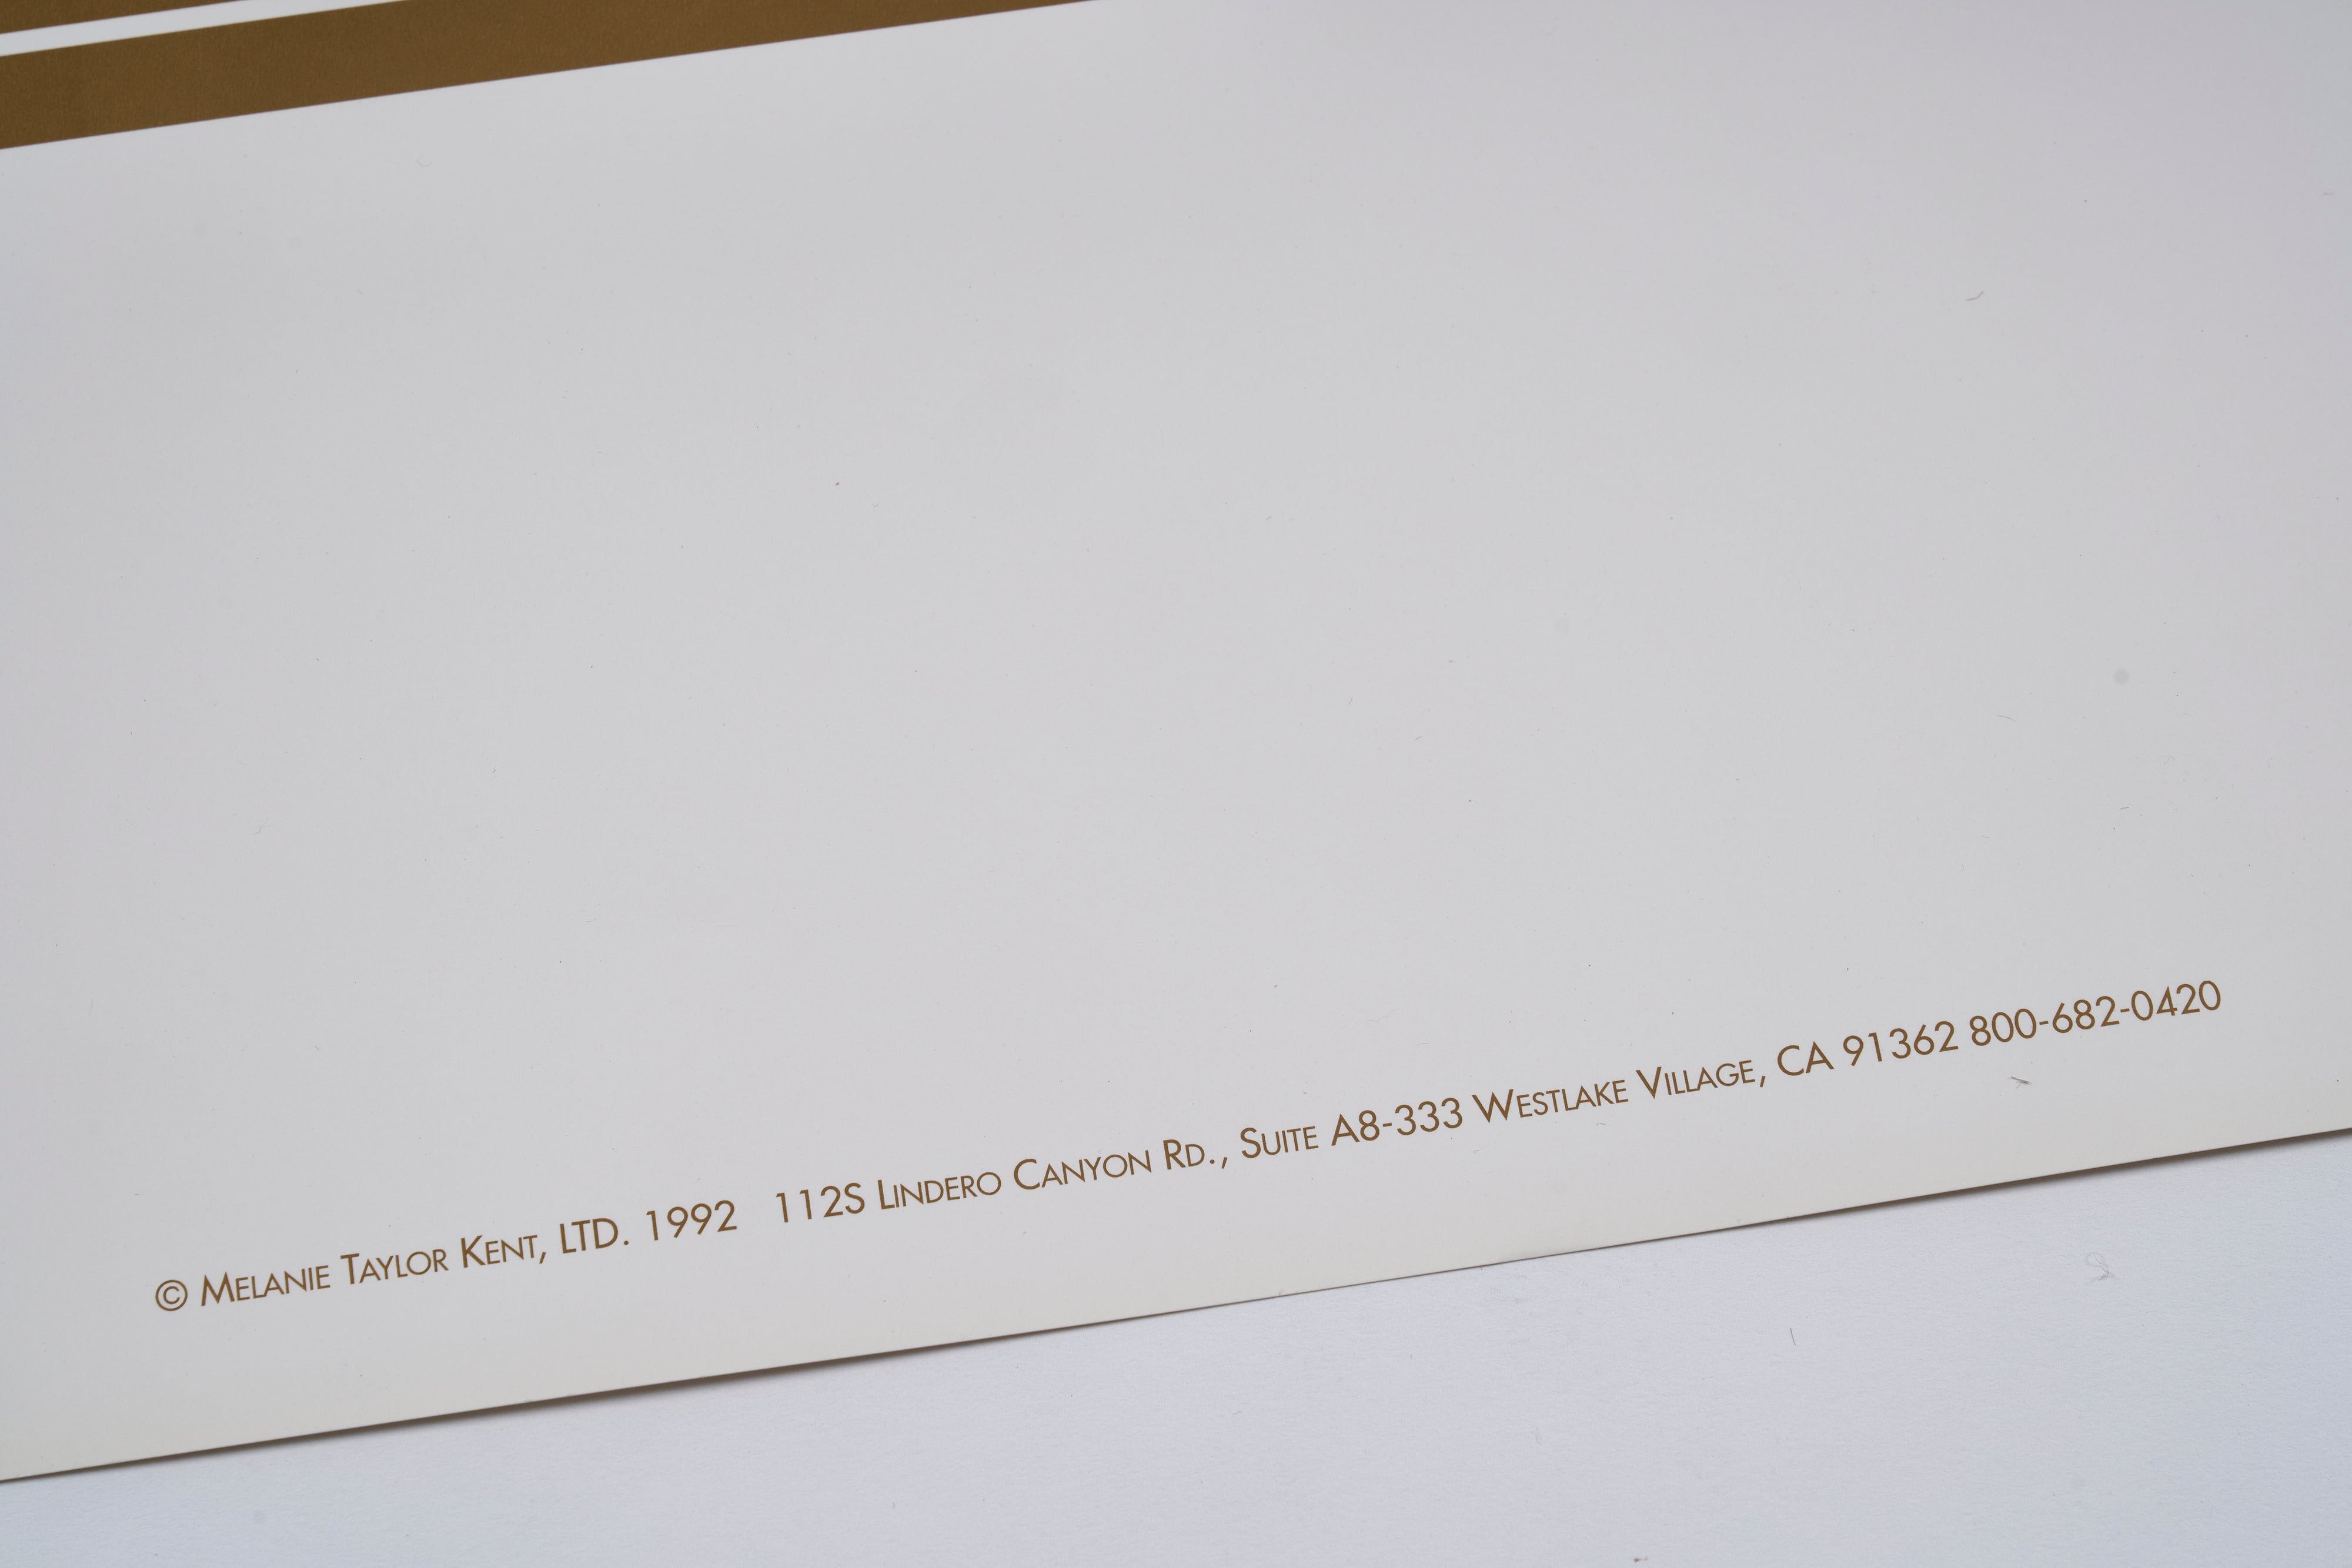 © Melanie Taylor Kent, LTD. 1992   112S Lindero Canyon Rd., Suite A8-333 Westlake Village, CA 91362 800-682-0420